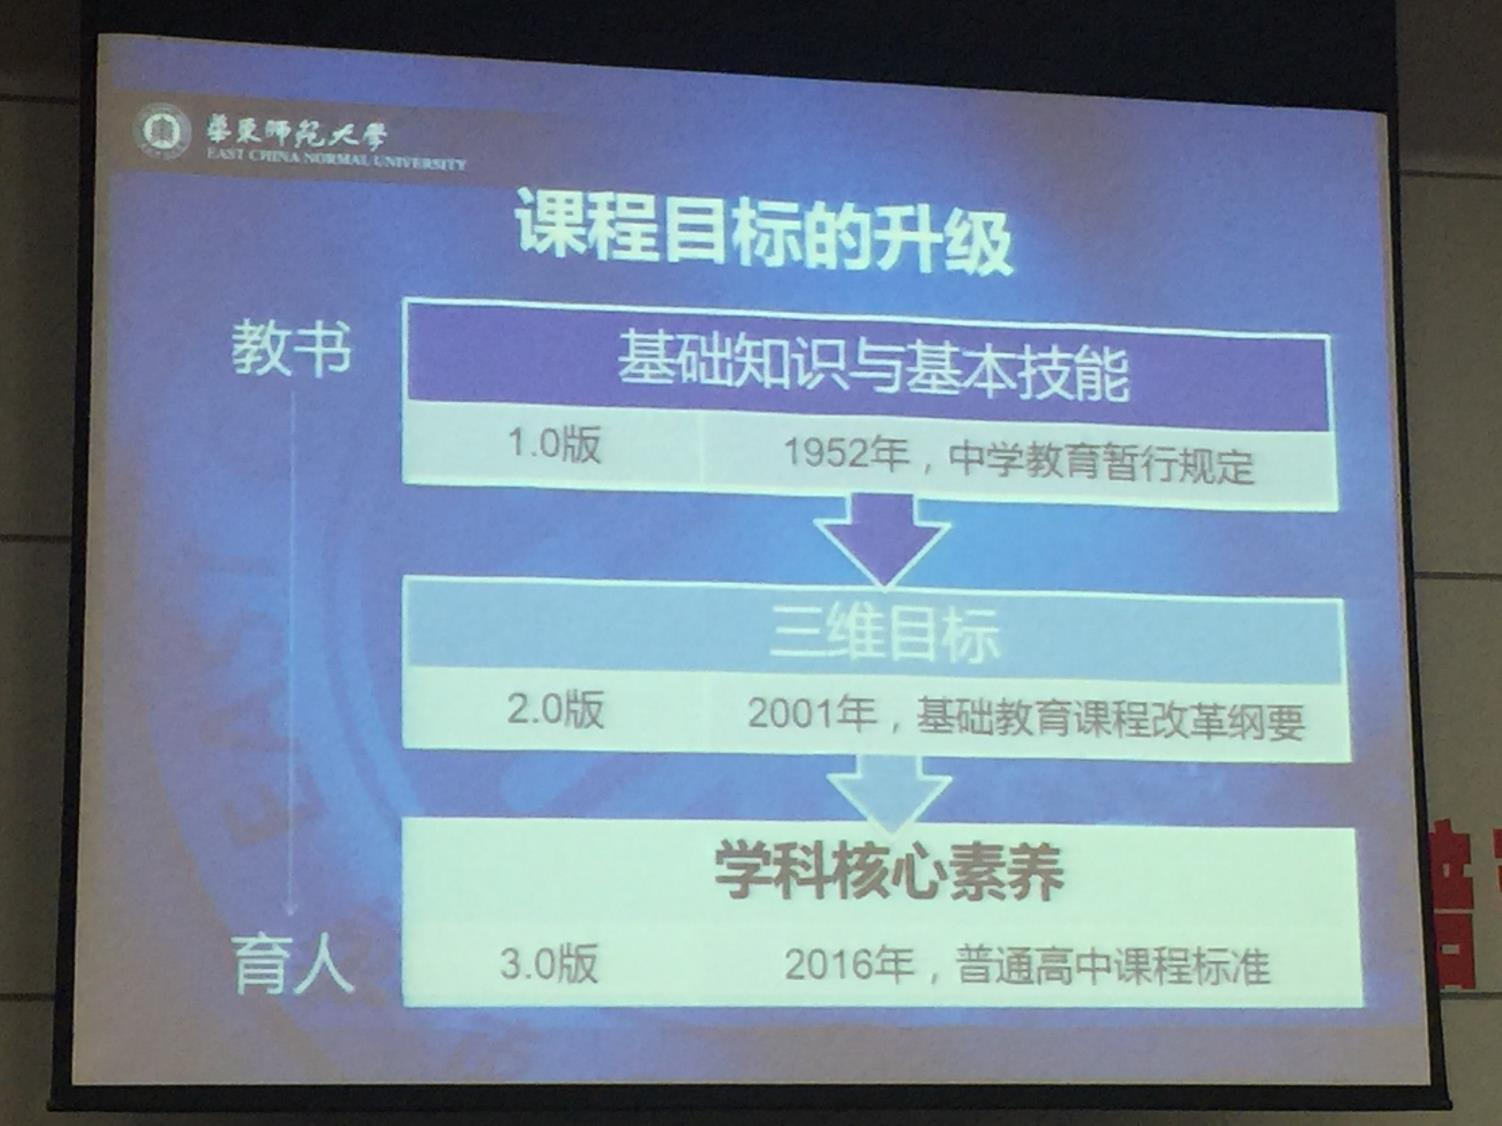 華東師範大學
EAST CHINA NORMAL UNIVERSITY
课程目标的升级
教书
基础知识与基本技能
1.0版 1952年，中学教育暂行规定
三维目标
2.0版 2001年，基础教育课程改革纲要
学科核心素养
育人
3.0版 2016年，普通高中课程标准